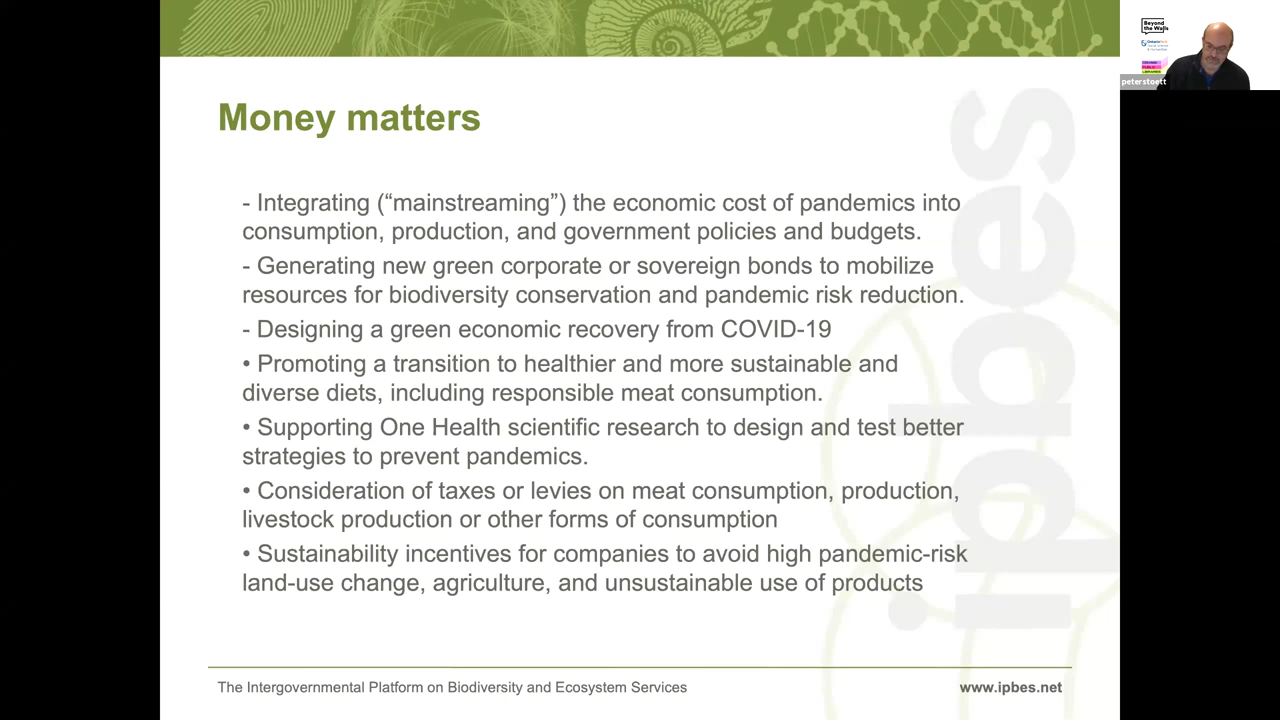 Money matters
- Integrating (“mainstreaming”) the economic cost of pandemics into
consumption, production, and government policies and budgets.
- Generating new green corporate or sovereign bonds to mobilize
resources for biodiversity conservation and pandemic risk reduction.
- Designing a green economic recovery from COVID-19
• Promoting a transition to healthier and more sustainable and
diverse diets, including responsible meat consumption.
• Supporting One Health scientific research to design and test better
strategies to prevent pandemics.
• Consideration of taxes or levies on meat consumption, production,
livestock production or other forms of consumption
• Sustainability incentives for companies to avoid high pandemic-risk
land-use change, agriculture, and unsustainable use of products
ipbes
The Intergovernmental Platform on Biodiversity and Ecosystem Services
www.ipbes.net
Beyond
the Walls
peterstoett